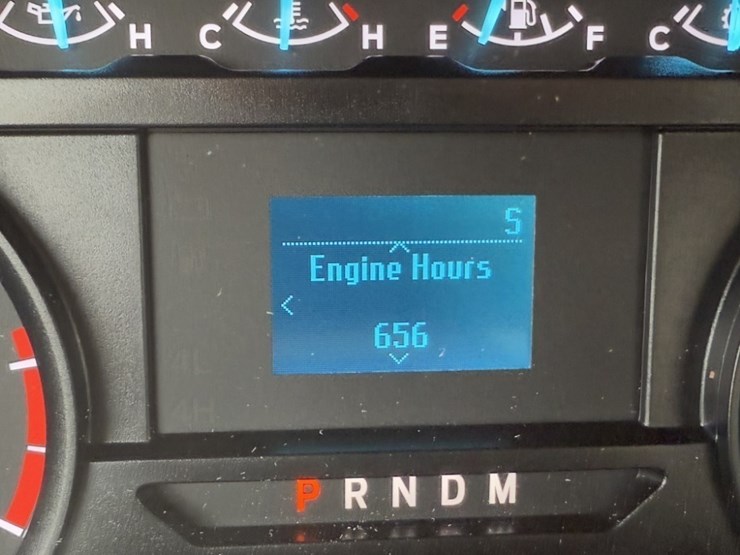 H C H E F C
S
Engine Hours
656
P R N D M